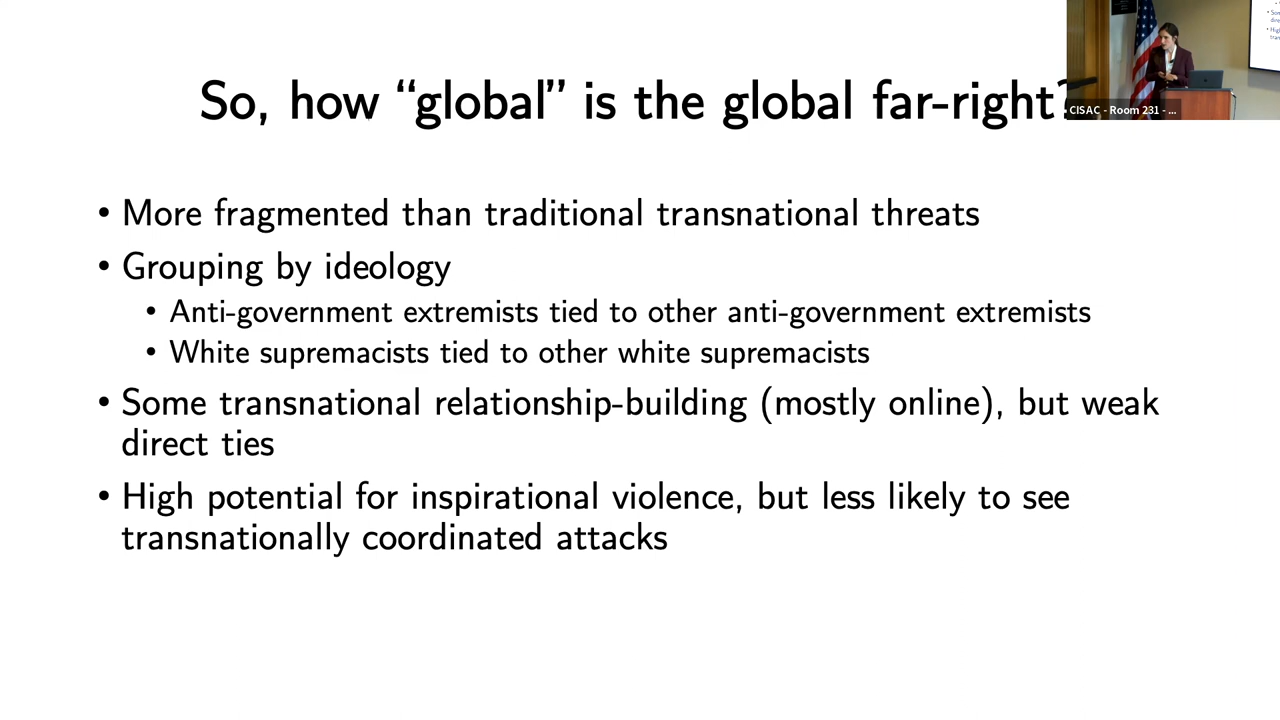 So, how “global” is the global far-right?
CISAC - Room 231 - ...
• More fragmented than traditional transnational threats
• Grouping by ideology
• Anti-government extremists tied to other anti-government extremists
• White supremacists tied to other white supremacists
• Some transnational relationship-building (mostly online), but weak
direct ties
• High potential for inspirational violence, but less likely to see
transnationally coordinated attacks